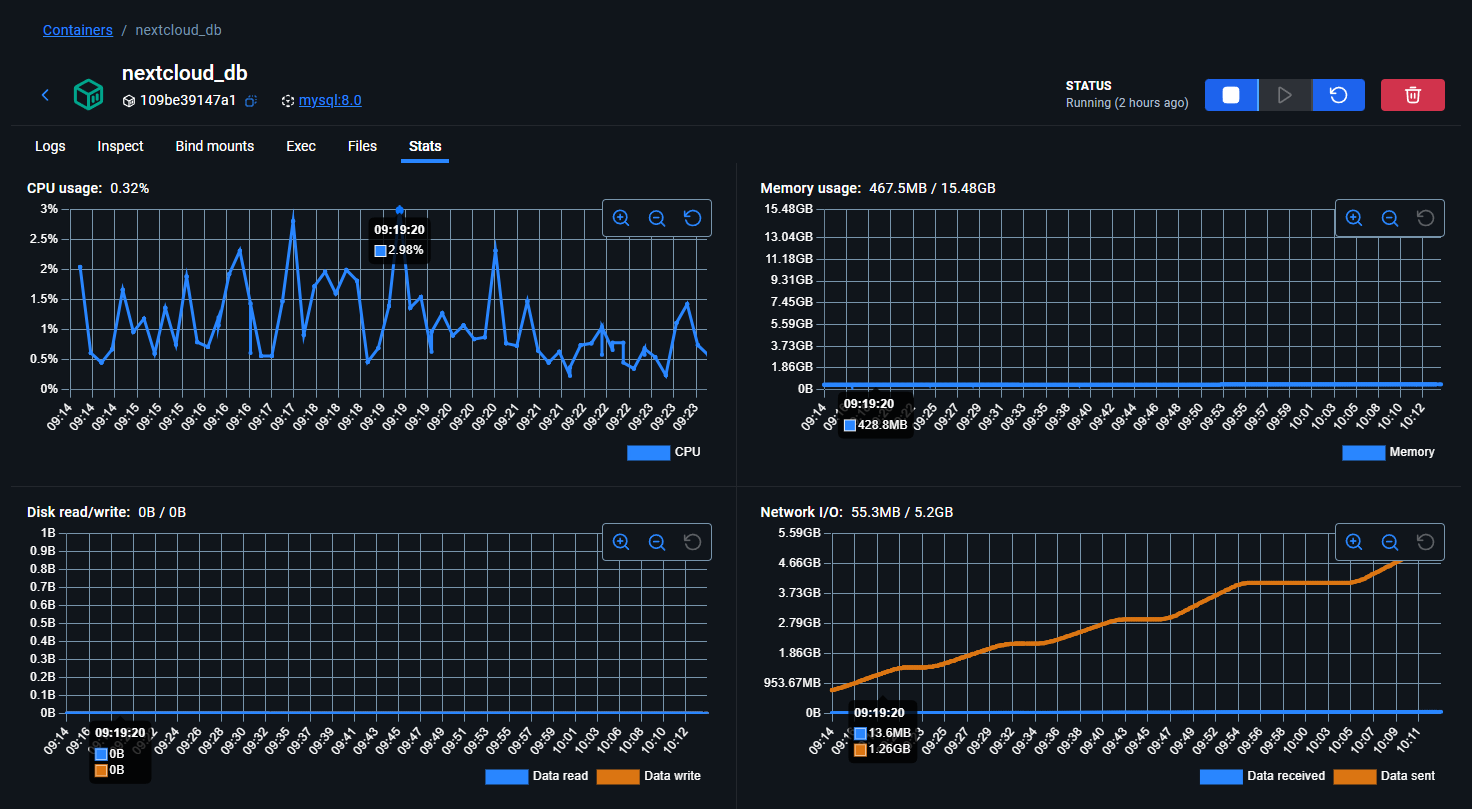 Containers / nextcloud_db
nextcloud_db
109be39147a1 mysql:8.0
STATUS
Running (2 hours ago)
Logs Inspect Bind mounts Exec Files Stats
CPU usage: 0.32%
3%
2.5%
2%
1.5%
1%
0.5%
0%
09:19:20
2.98%
09:14 09:14 09:14 09:15 09:15 09:15 09:16 09:16 09:16 09:17 09:17 09:18 09:18 09:18 09:19 09:19 09:19 09:20 09:20 09:20 09:21 09:21 09:21 09:22 09:22 09:22 09:23 09:23 09:23
CPU
Memory usage: 467.5MB / 15.48GB
15.48GB
13.04GB
11.18GB
9.31GB
7.45GB
5.59GB
3.73GB
1.86GB
0B
09:19:20
428.8MB
09:14 09:25 09:27 09:29 09:31 09:33 09:35 09:38 09:40 09:42 09:44 09:46 09:48 09:50 09:53 09:55 09:57 09:59 10:01 10:03 10:05 10:08 10:10 10:12
Memory
Disk read/write: 0B / 0B
1B
0.9B
0.8B
0.7B
0.6B
0.5B
0.4B
0.3B
0.2B
0.1B
0B
09:19:20
0B
0B
09:14 09:16 09:24 09:26 09:28 09:30 09:32 09:35 09:37 09:39 09:41 09:43 09:45 09:47 09:49 09:51 09:53 09:55 09:57 09:59 10:01 10:03 10:06 10:08 10:10 10:12
Data read Data write
Network I/O: 55.3MB / 5.2GB
5.59GB
4.66GB
3.73GB
2.79GB
1.86GB
953.67MB
0B
09:19:20
13.6MB
1.26GB
09:14 09:25 09:27 09:29 09:32 09:34 09:36 09:38 09:40 09:43 09:45 09:47 09:49 09:52 09:54 09:56 09:58 10:00 10:03 10:05 10:07 10:09 10:11
Data received Data sent